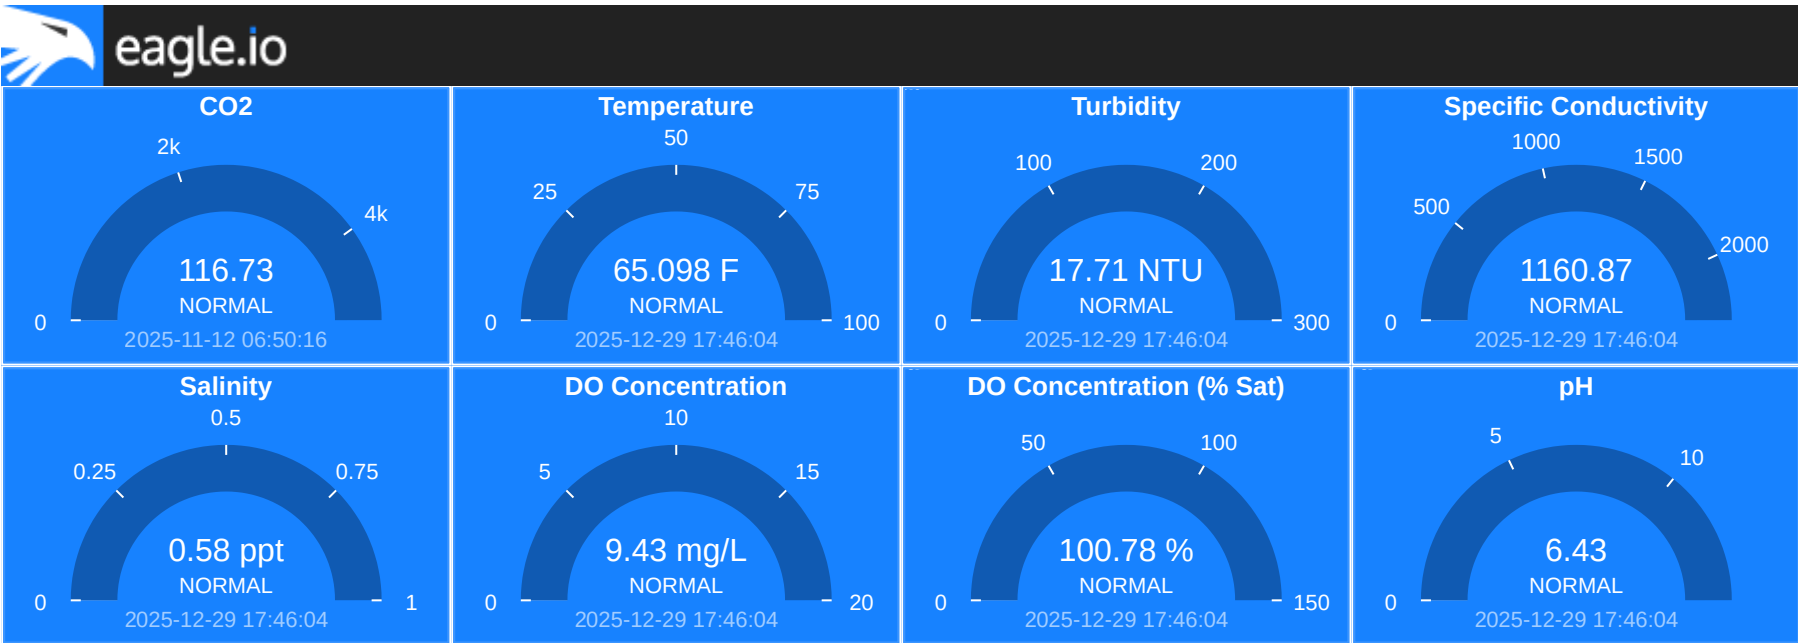 eagle.io
CO2
2k
4k
116.73
NORMAL
0
2025-11-12 06:50:16
Temperature
50
25
75
65.098 F
NORMAL
0
100
2025-12-29 17:46:04
Turbidity
100
200
17.71 NTU
NORMAL
0
300
2025-12-29 17:46:04
Specific Conductivity
1000
1500
500
2000
1160.87
NORMAL
0
2025-12-29 17:46:04
Salinity
0.5
0.25
0.75
0.58 ppt
NORMAL
0
1
2025-12-29 17:46:04
DO Concentration
10
5
15
9.43 mg/L
NORMAL
0
20
2025-12-29 17:46:04
DO Concentration (% Sat)
50
100
100.78 %
NORMAL
0
150
2025-12-29 17:46:04
pH
5
10
6.43
NORMAL
0
2025-12-29 17:46:04